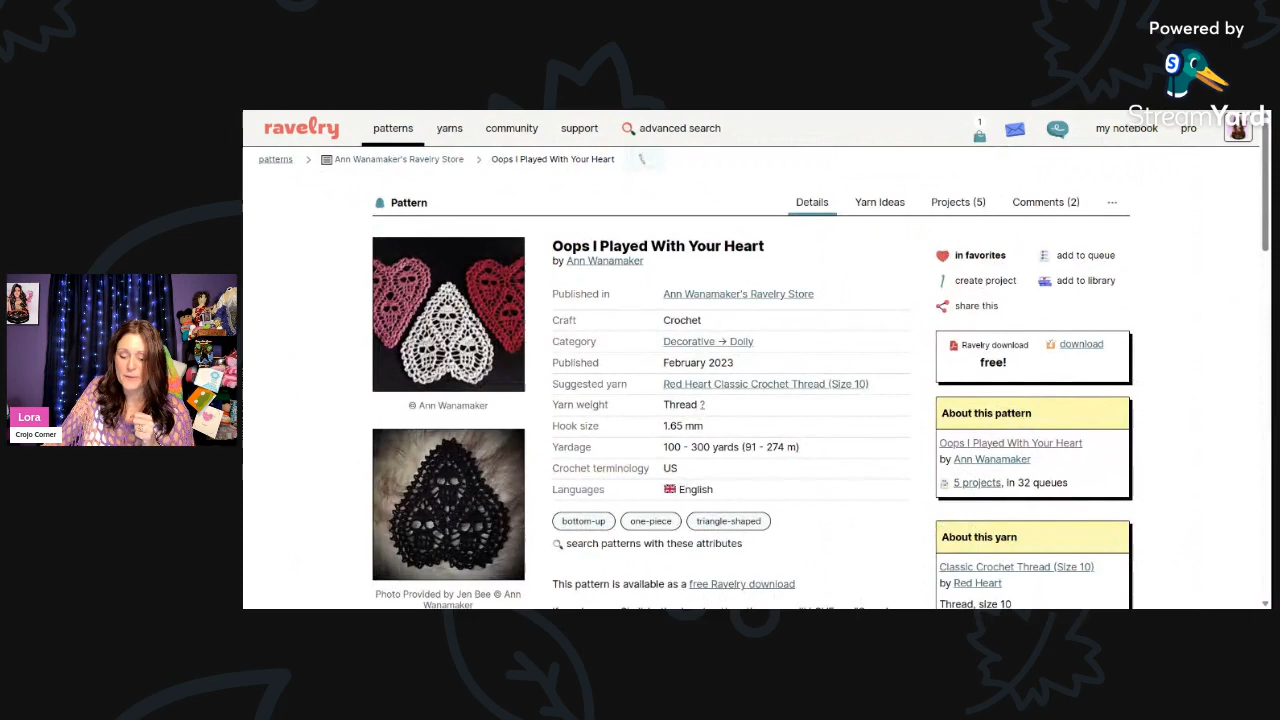 Powered by
StreamYard
ravelry
patterns
yarns
community
support
advanced search
1
my notebook
pro
patterns
Ann Wanamaker's Ravelry Store
Oops I Played With Your Heart
Pattern
Details
Yarn Ideas
Projects (5)
Comments (2)
Oops I Played With Your Heart
by Ann Wanamaker
Published in
Ann Wanamaker's Ravelry Store
Craft
Crochet
Category
Decorative → Doily
Published
February 2023
Suggested yarn
Red Heart Classic Crochet Thread (Size 10)
Yarn weight
Thread ?
Hook size
1.65 mm
Yardage
100 - 300 yards (91 - 274 m)
Crochet terminology
US
Languages
English
bottom-up
one-piece
triangle-shaped
search patterns with these attributes
This pattern is available as a free Ravelry download
© Ann Wanamaker
Photo Provided by Jen Bee © Ann
Wanamaker
in favorites
add to queue
create project
add to library
share this
Ravelry download
download
free!
About this pattern
Oops I Played With Your Heart
by Ann Wanamaker
5 projects, in 32 queues
About this yarn
Classic Crochet Thread (Size 10)
by Red Heart
Thread, size 10
Lora
Crojo Corner